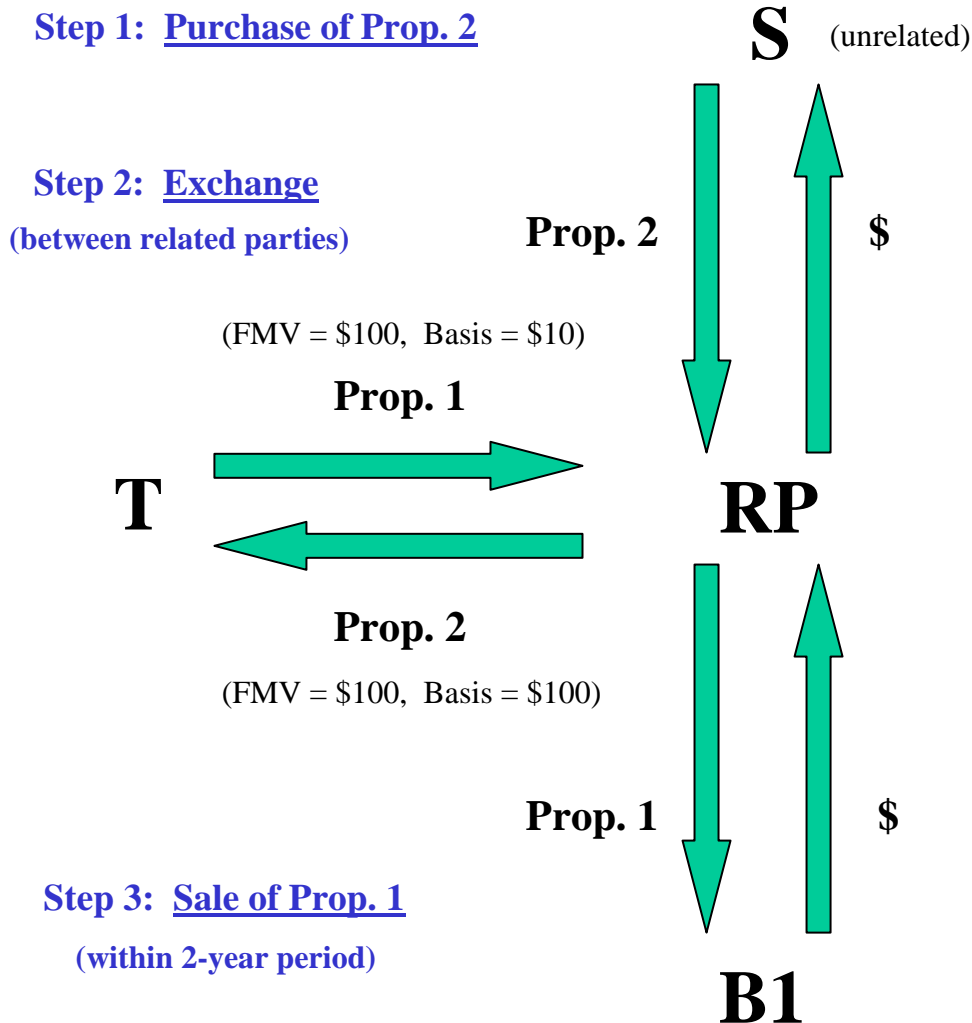 Step 1: Purchase of Prop. 2
S (unrelated)
Step 2: Exchange
(between related parties)
Prop. 2 $
(FMV = $100, Basis = $10)
Prop. 1
T RP
Prop. 2
(FMV = $100, Basis = $100)
Prop. 1 $
Step 3: Sale of Prop. 1
(within 2-year period)
B1